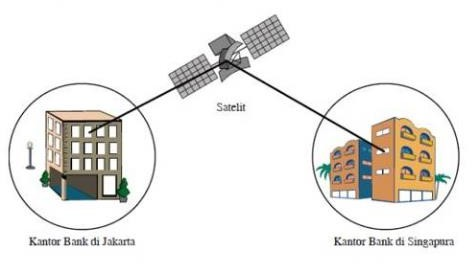 Satelit
Kantor Bank di Jakarta
Kantor Bank di Singapura